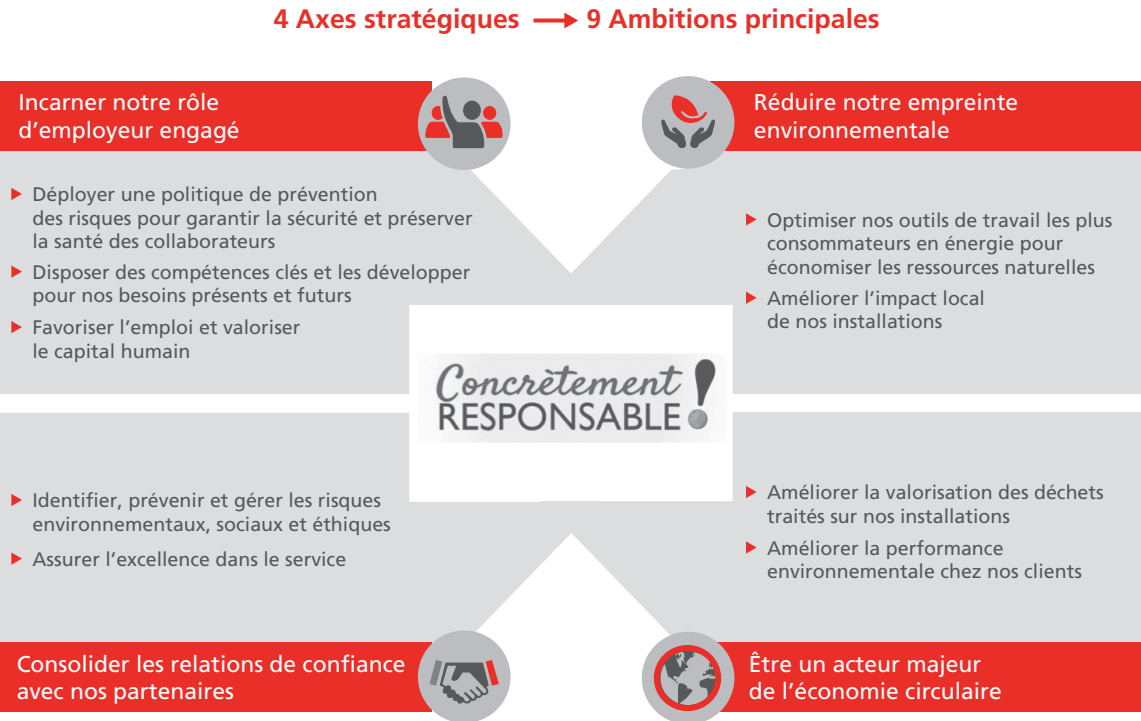 4 Axes stratégiques → 9 Ambitions principales
Incarner notre rôle
d’employeur engagé
▶ Déployer une politique de prévention
des risques pour garantir la sécurité et préserver
la santé des collaborateurs
▶ Disposer des compétences clés et les développer
pour nos besoins présents et futurs
▶ Favoriser l’emploi et valoriser
le capital humain
Réduire notre empreinte
environnementale
▶ Optimiser nos outils de travail les plus
consommateurs en énergie pour
économiser les ressources naturelles
▶ Améliorer l’impact local
de nos installations
Concrètement
RESPONSABLE !
▶ Identifier, prévenir et gérer les risques
environnementaux, sociaux et éthiques
▶ Assurer l’excellence dans le service
Consolider les relations de confiance
avec nos partenaires
▶ Améliorer la valorisation des déchets
traités sur nos installations
▶ Améliorer la performance
environnementale chez nos clients
Être un acteur majeur
de l’économie circulaire